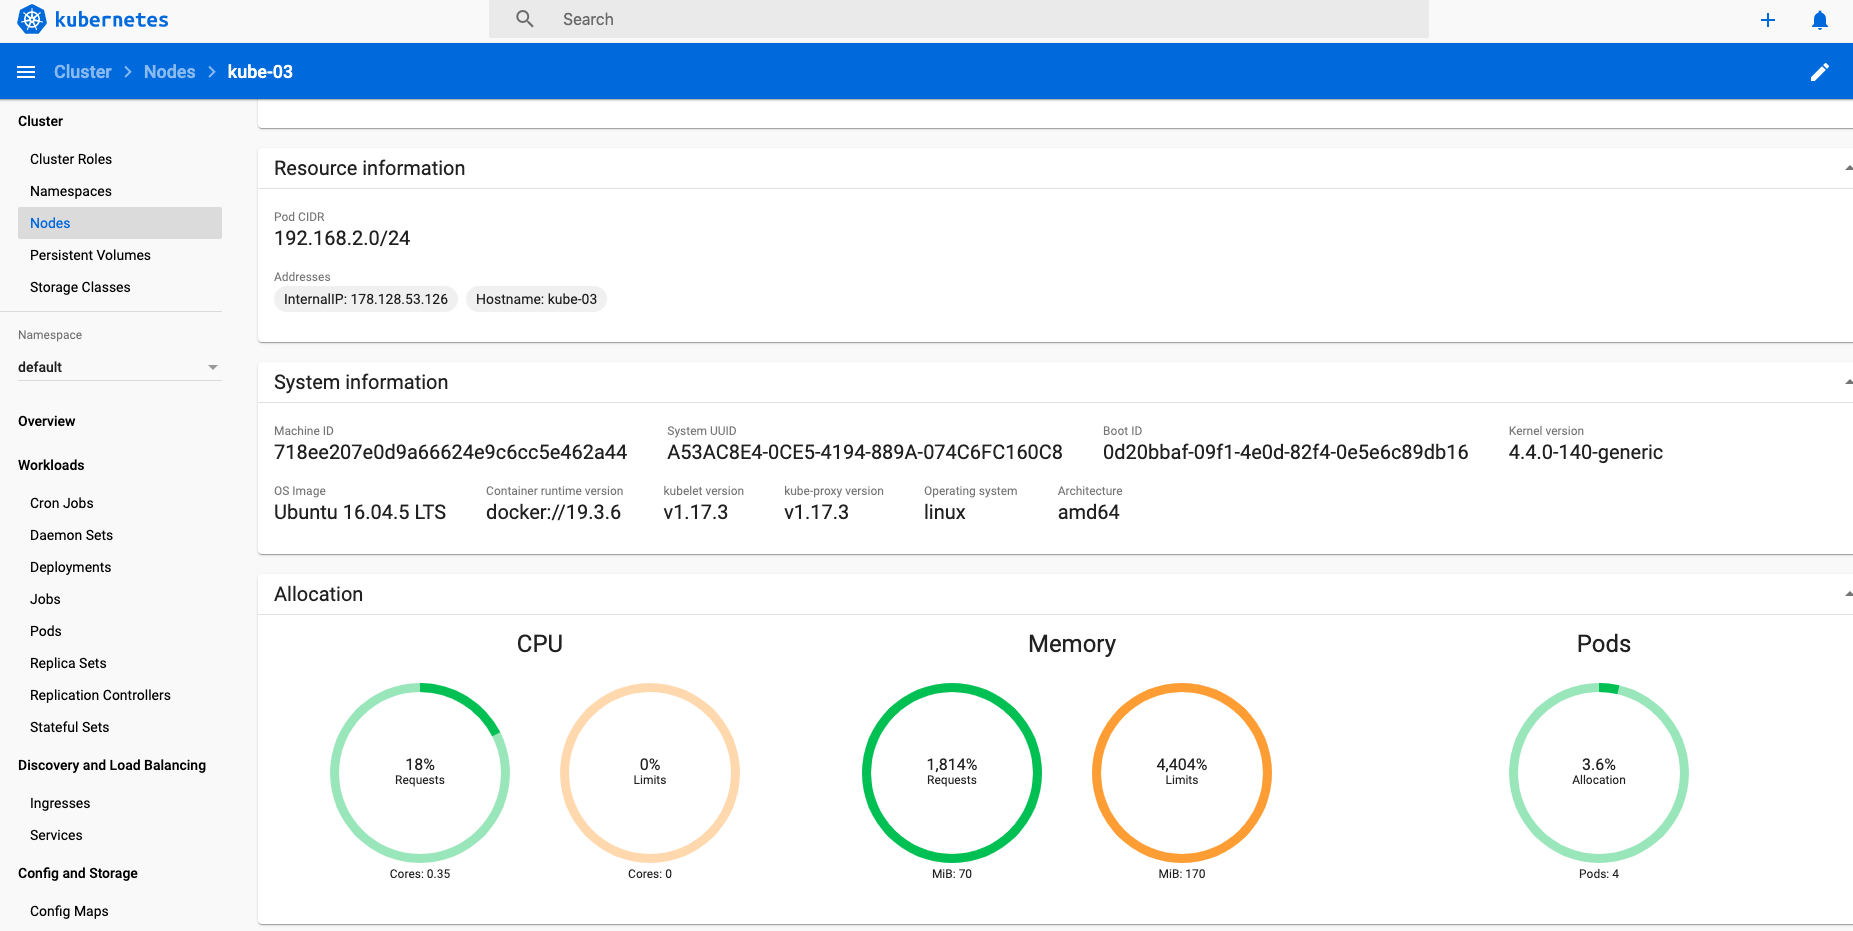 kubernetes
Search
Cluster > Nodes > kube-03
Cluster
Cluster Roles
Namespaces
Nodes
Persistent Volumes
Storage Classes
Namespace
default
Overview
Workloads
Cron Jobs
Daemon Sets
Deployments
Jobs
Pods
Replica Sets
Replication Controllers
Stateful Sets
Discovery and Load Balancing
Ingresses
Services
Config and Storage
Config Maps
Resource information
Pod CIDR
192.168.2.0/24
Addresses
InternalIP: 178.128.53.126 Hostname: kube-03
System information
Machine ID System UUID Boot ID Kernel version
718ee207e0d9a66624e9c6cc5e462a44 A53AC8E4-0CE5-4194-889A-074C6FC160C8 0d20bbaf-09f1-4e0d-82f4-0e5e6c89db16 4.4.0-140-generic
OS Image Container runtime version kubelet version kube-proxy version Operating system Architecture
Ubuntu 16.04.5 LTS docker://19.3.6 v1.17.3 v1.17.3 linux amd64
Allocation
CPU Memory Pods
18% 0% 1,814% 4,404% 3.6%
Requests Limits Requests Limits Allocation
Cores: 0.35 Cores: 0 MiB: 70 MiB: 170 Pods: 4